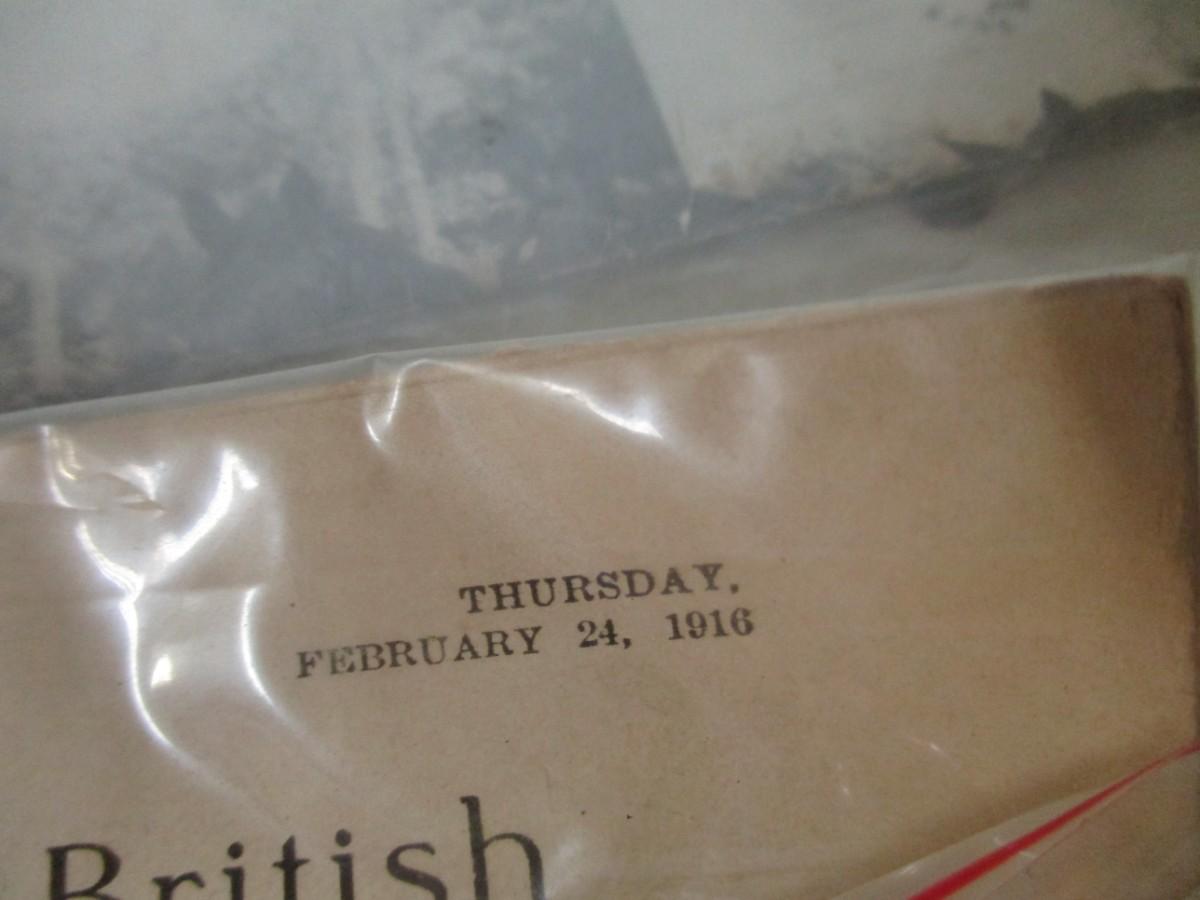 THURSDAY,
FEBRUARY 24, 1916
British